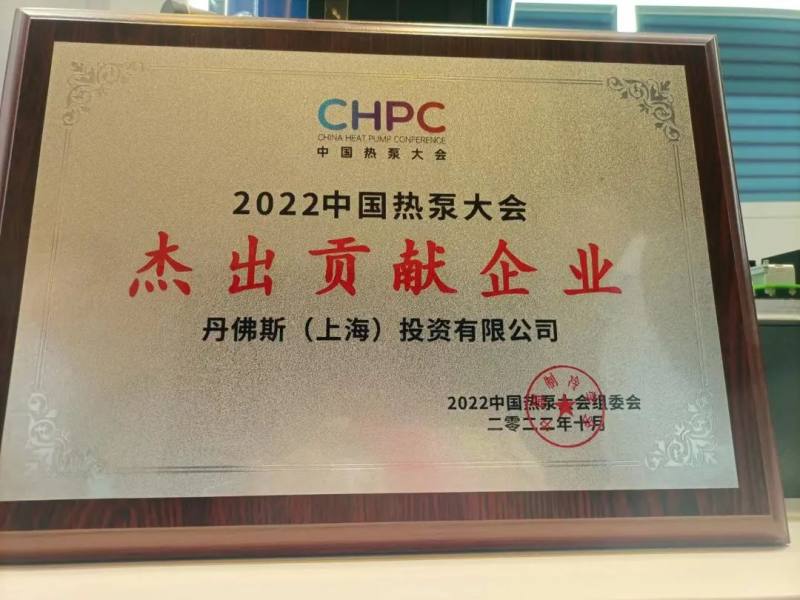 CHPC
CHINA HEAT PUMP CONFERENCE
中国热泵大会
2022中国热泵大会
杰出贡献企业
丹佛斯（上海）投资有限公司
2022中国热泵大会组委会
二零二二年十月
制冷